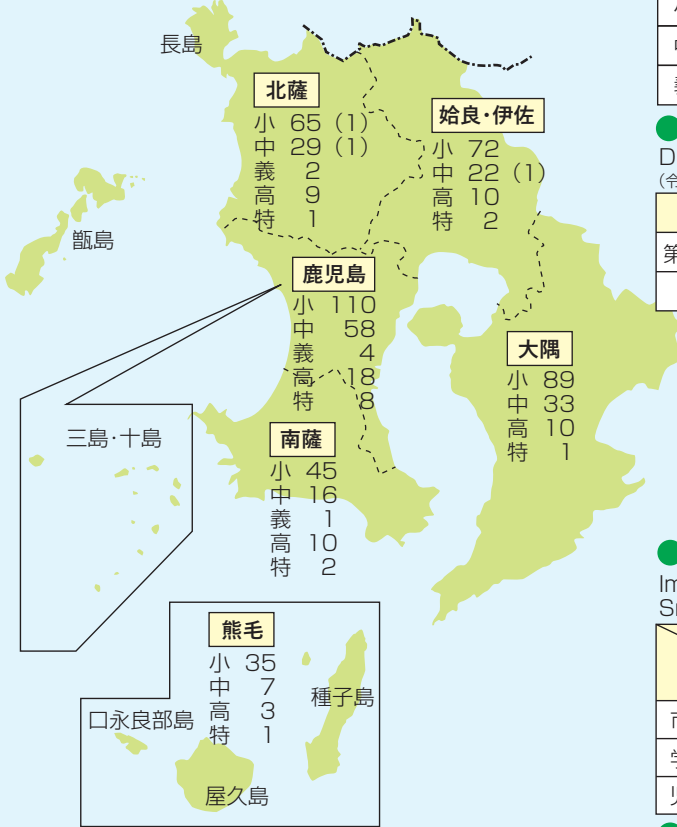 長島
北薩
小 65 (1)
中 29 (1)
義 2
高 9
特 1
姶良・伊佐
小 72
中 22 (1)
高 10
特 2
甑島
鹿児島
小 110
中 58
義 4
高 18
特 8
大隅
小 89
中 33
高 10
特 1
三島・十島
南薩
小 45
中 16
義 1
高 10
特 2
熊毛
小 35
中 7
高 3
特 1
口永良部島
種子島
屋久島
D
(令
第
Im